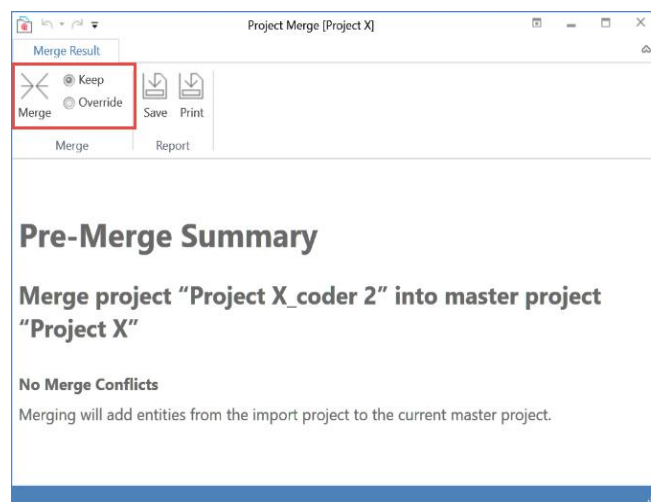 Project Merge [Project X]
Merge Result
Keep
Override
Merge
Save Print
Merge Report
Pre-Merge Summary
Merge project “Project X_coder 2” into master project
“Project X”
No Merge Conflicts
Merging will add entities from the import project to the current master project.